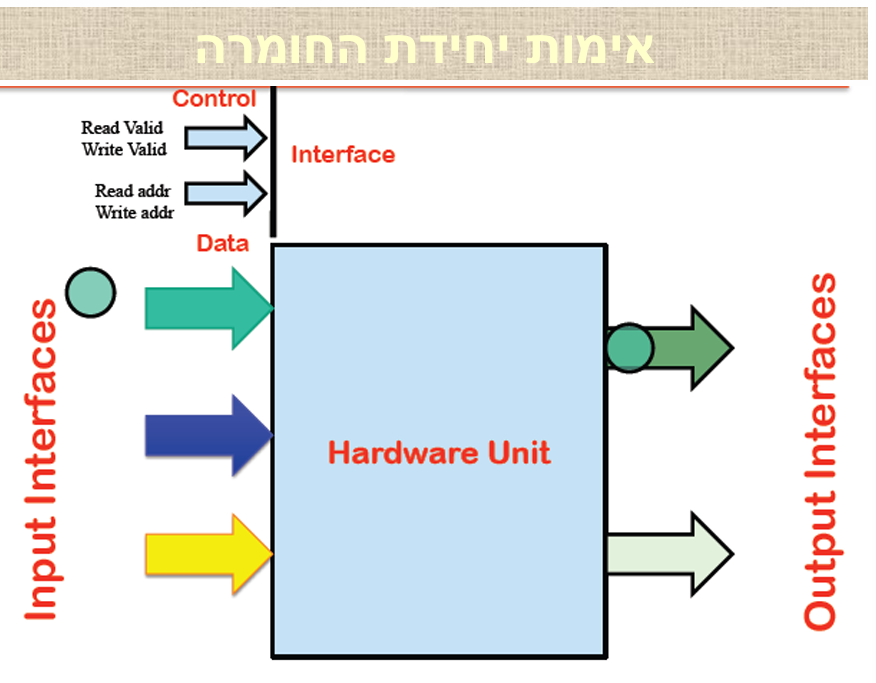 אימות יחידת החומרה
Control
Read Valid
Write Valid
Interface
Read addr
Write addr
Data
Input Interfaces
Hardware Unit
Output Interfaces